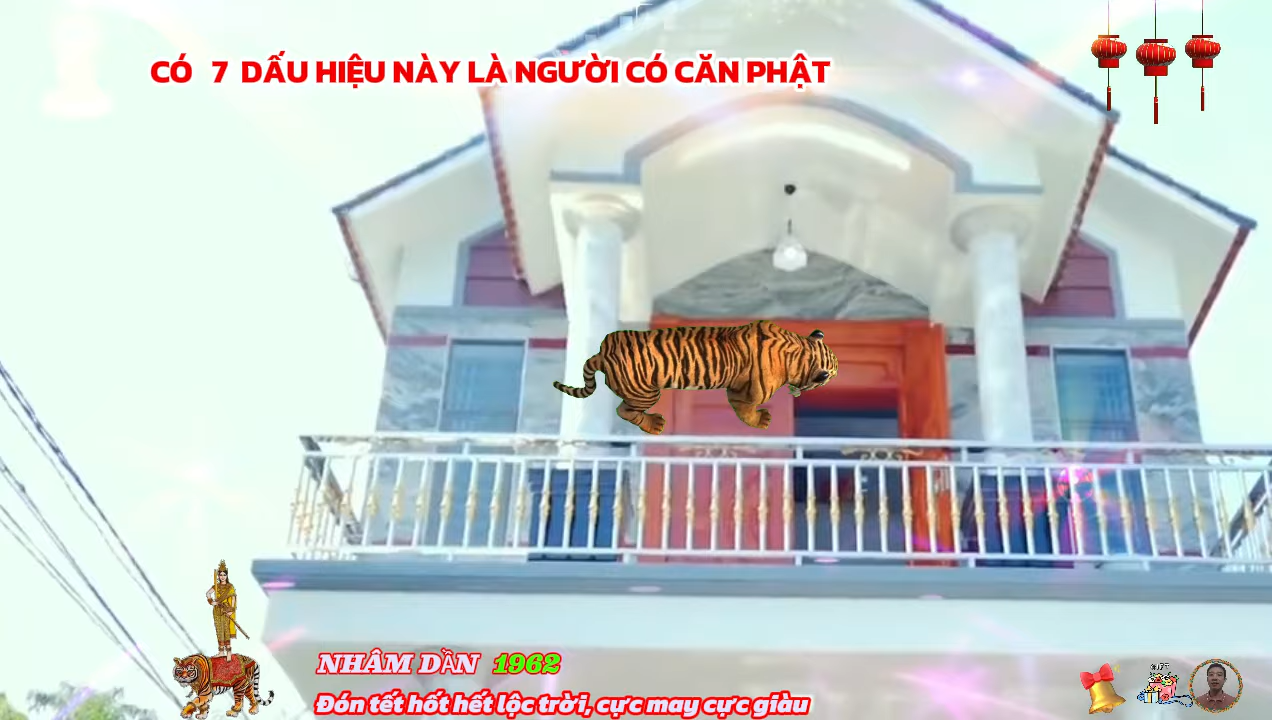 CÓ 7 DẤU HIỆU NÀY LÀ NGƯỜI CÓ CĂN PHẬT
NHÂM DẦN 1962
Đón tết hốt hết lộc trời, cực may cực giàu